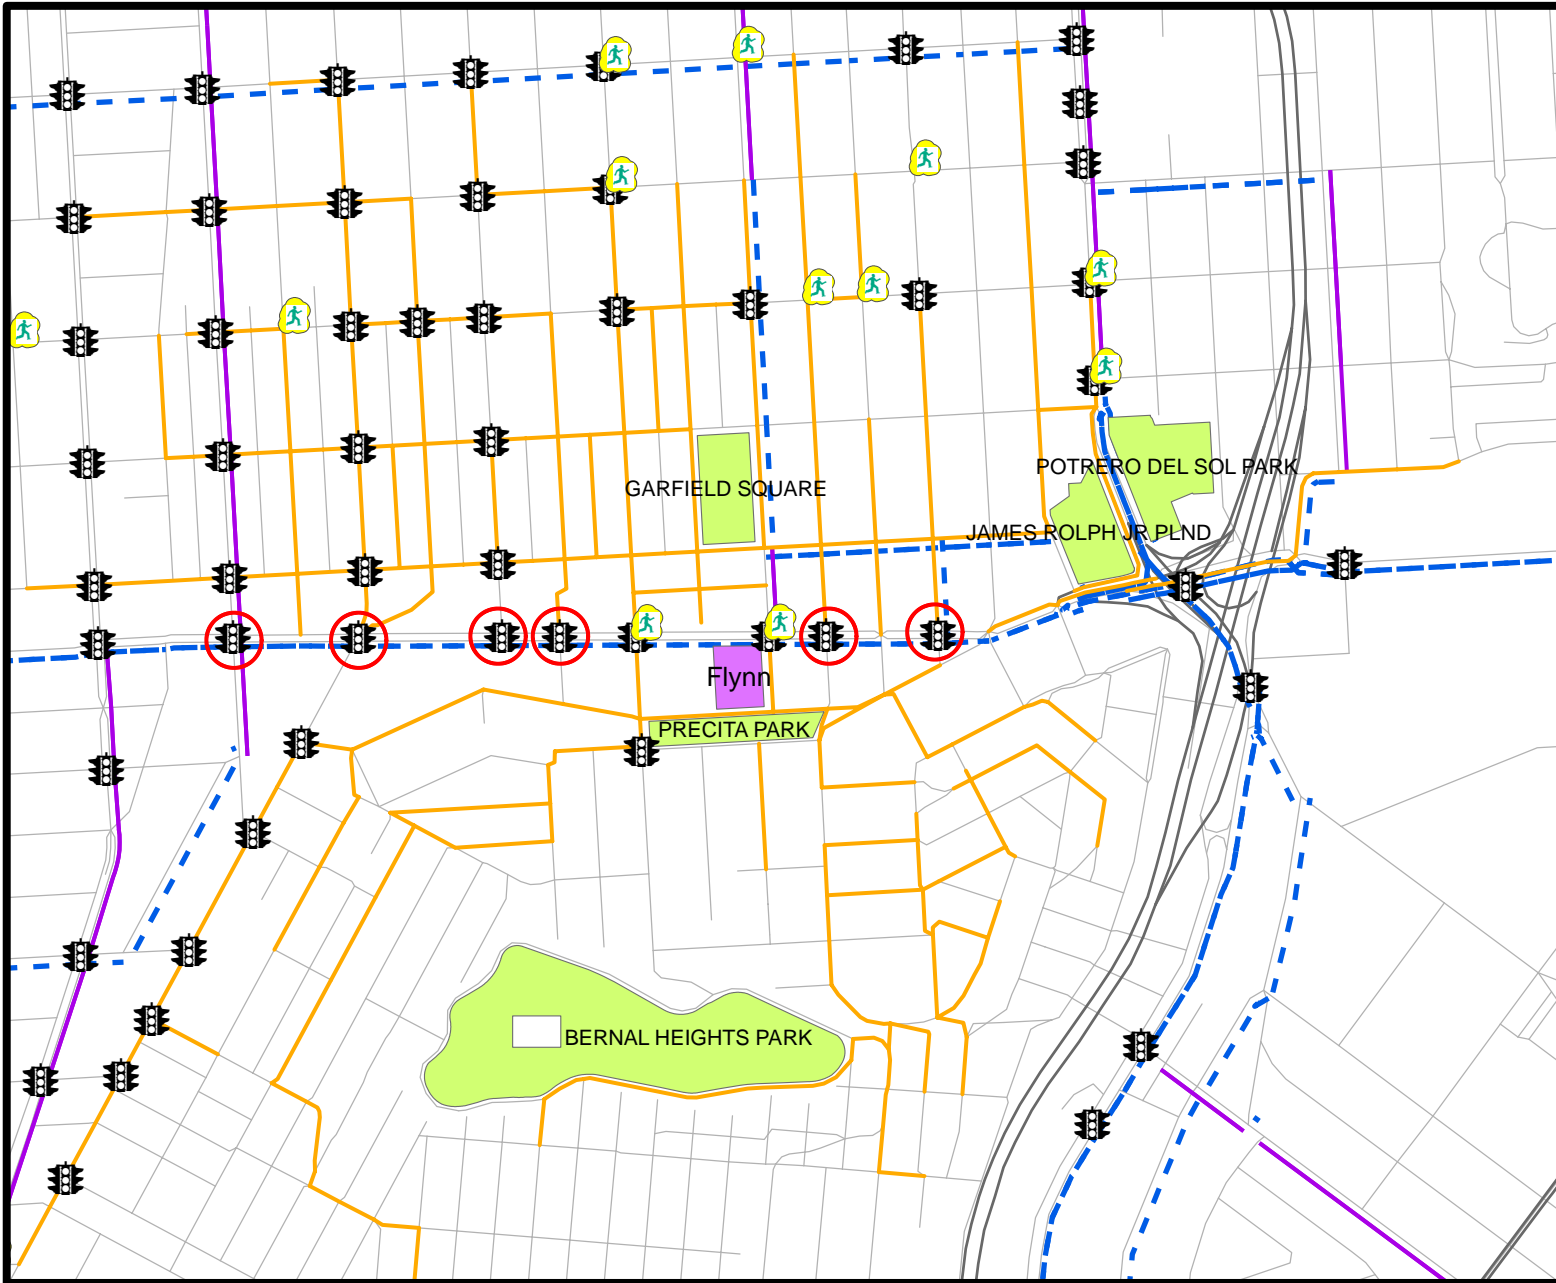 POTRERO DEL SOL PARK
GARFIELD SQUARE
JAMES ROLPH JR PLND
Flynn
PRECITA PARK
BERNAL HEIGHTS PARK